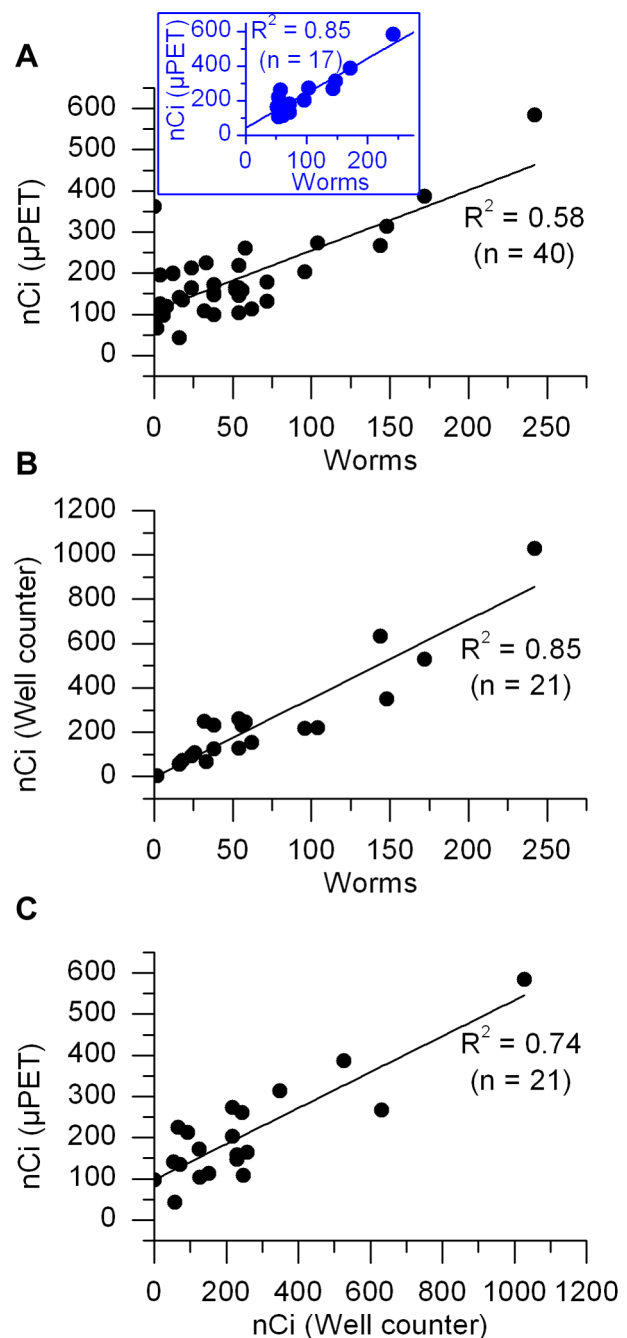 A
nCi (µPET)
600
400
200
0
R² = 0.85
(n = 17)
0 100 200
Worms
nCi (µPET)
600
500
400
300
200
100
0
R² = 0.58
(n = 40)
0 50 100 150 200 250
Worms
B
nCi (Well counter)
1200
1000
800
600
400
200
0
R² = 0.85
(n = 21)
0 50 100 150 200 250
Worms
C
nCi (µPET)
600
500
400
300
200
100
0
R² = 0.74
(n = 21)
0 200 400 600 800 1000 1200
nCi (Well counter)